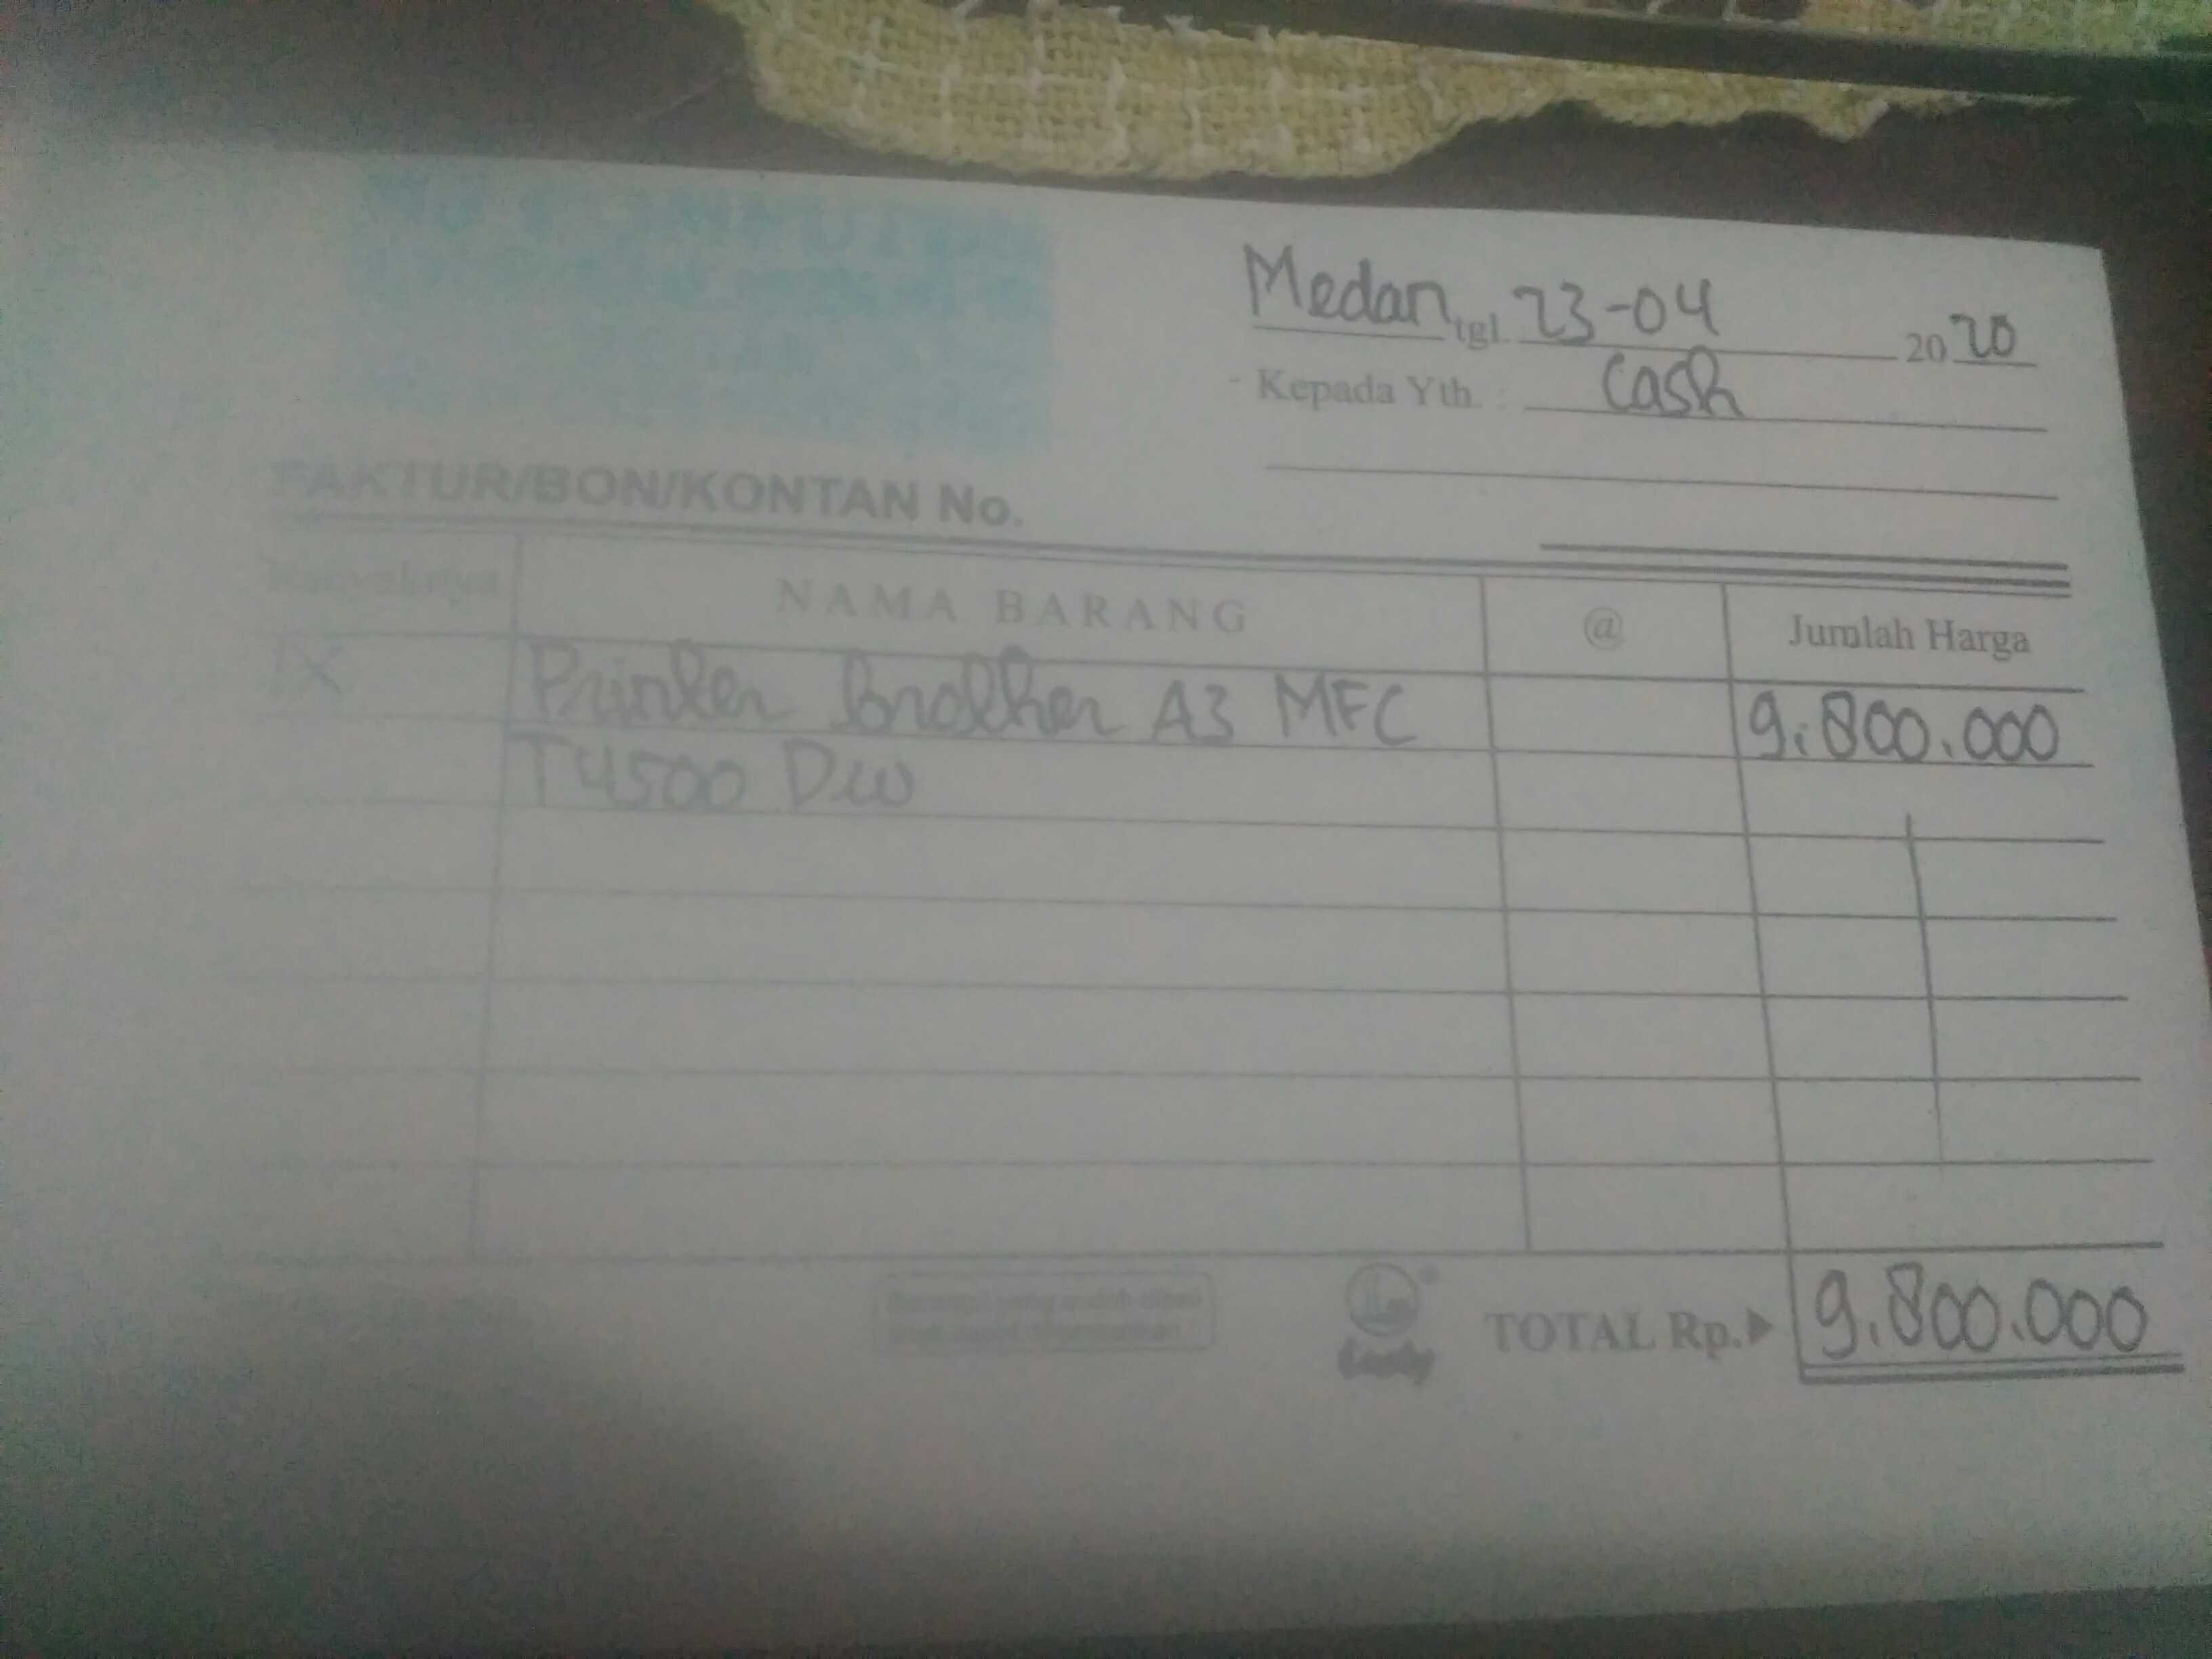 Medan, tgl. 23-04 2020
Kepada Yth. : Cash
FAKTUR/BON/KONTAN No.
Banyaknya NAMA BARANG @ Jumlah Harga
1x Printer brother A3 MFC 9.800.000
T4500 Dw
TOTAL Rp. 9.800.000